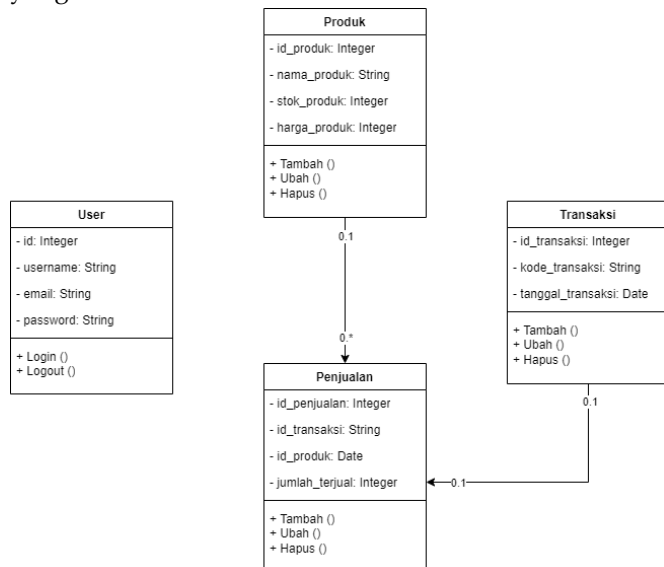 Produk
- id_produk: Integer
- nama_produk: String
- stok_produk: Integer
- harga_produk: Integer
+ Tambah ()
+ Ubah ()
+ Hapus ()
User
- id: Integer
- username: String
- email: String
- password: String
+ Login ()
+ Logout ()
Transaksi
- id_transaksi: Integer
- kode_transaksi: String
- tanggal_transaksi: Date
+ Tambah ()
+ Ubah ()
+ Hapus ()
0.1
0.*
Penjualan
- id_penjualan: Integer
- id_transaksi: String
- id_produk: Date
- jumlah_terjual: Integer
+ Tambah ()
+ Ubah ()
+ Hapus ()
0.1
0.1